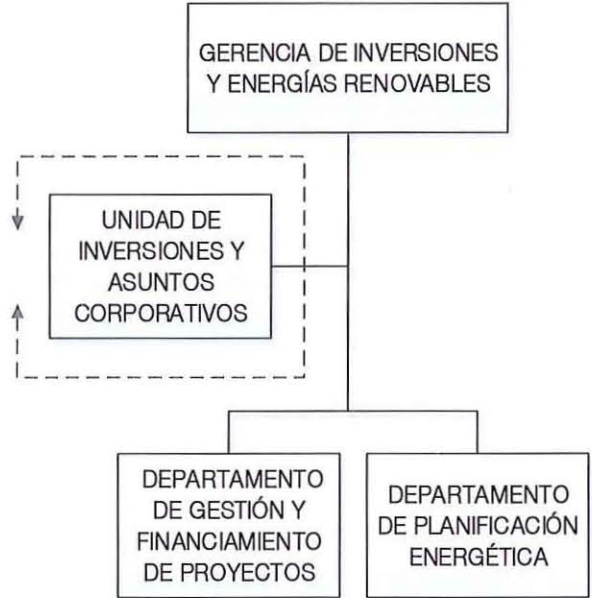 GERENCIA DE INVERSIONES
Y ENERGÍAS RENOVABLES
UNIDAD DE
INVERSIONES Y
ASUNTOS
CORPORATIVOS
DEPARTAMENTO
DE GESTIÓN Y
FINANCIAMIENTO
DE PROYECTOS
DEPARTAMENTO
DE PLANIFICACIÓN
ENERGÉTICA